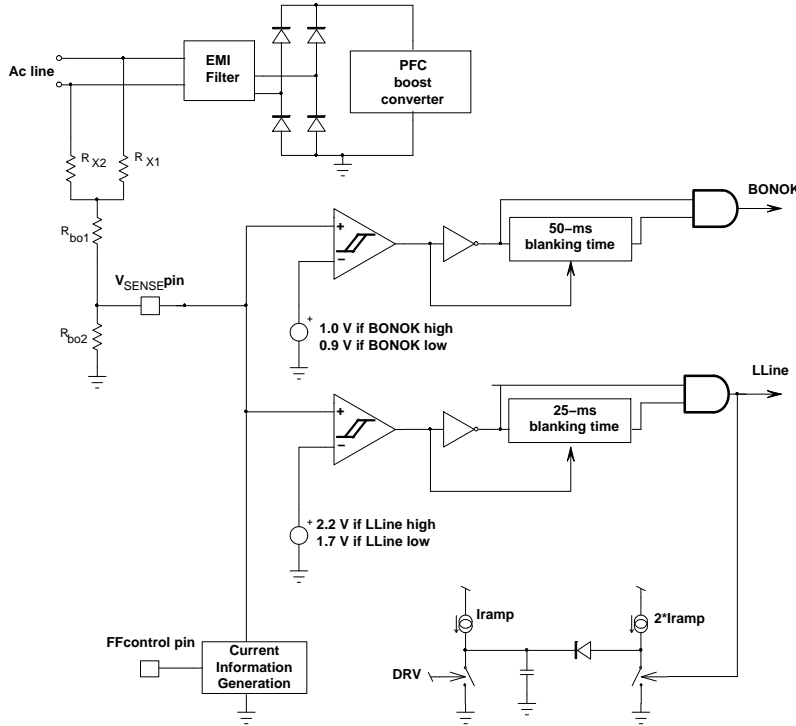 EMI
Filter
PFC
boost
converter
Ac line
R X2
R X1
R bo1
V SENSE pin
R bo2
+
−
+
1.0 V if BONOK high
0.9 V if BONOK low
50−ms
blanking time
BONOK
+
−
+
2.2 V if LLine high
1.7 V if LLine low
25−ms
blanking time
LLine
FFcontrol pin
Current
Information
Generation
Iramp
2*Iramp
DRV